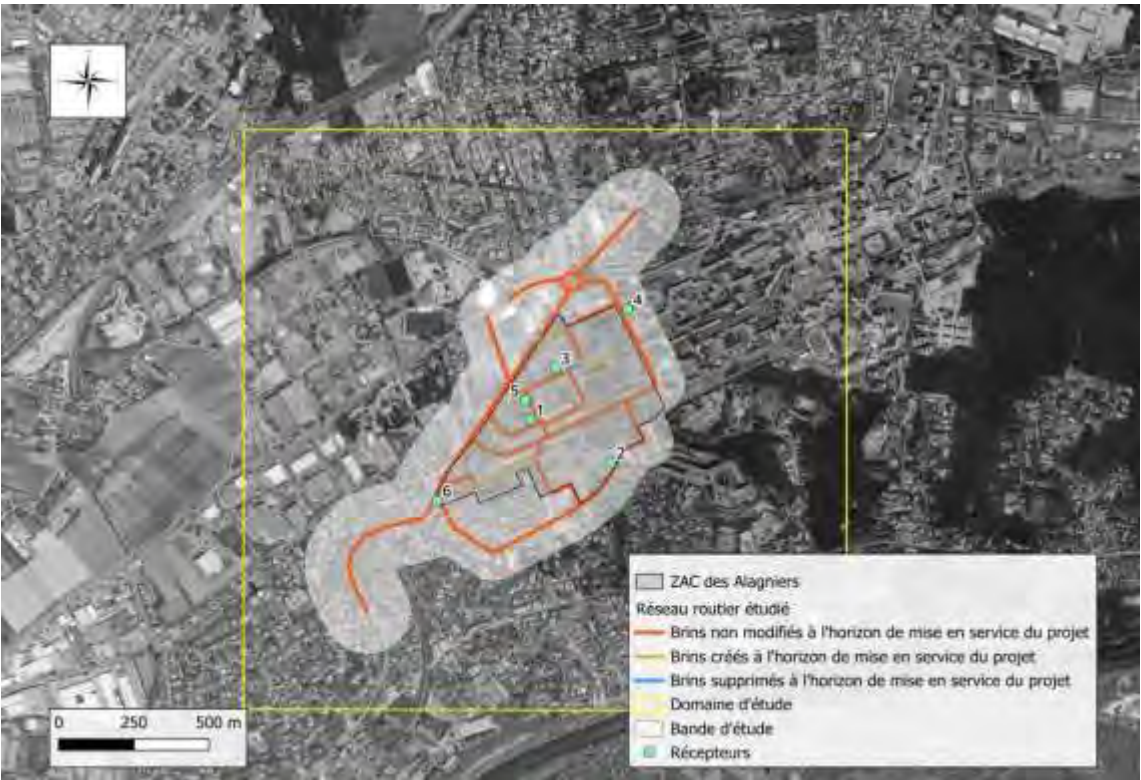 4
3
5
1
2
6
ZAC des Alagniers
Réseau routier étudié
Brins non modifiés à l'horizon de mise en service du projet
Brins créés à l'horizon de mise en service du projet
Brins supprimés à l'horizon de mise en service du projet
Domaine d'étude
Bande d'étude
Récepteurs
0 250 500 m